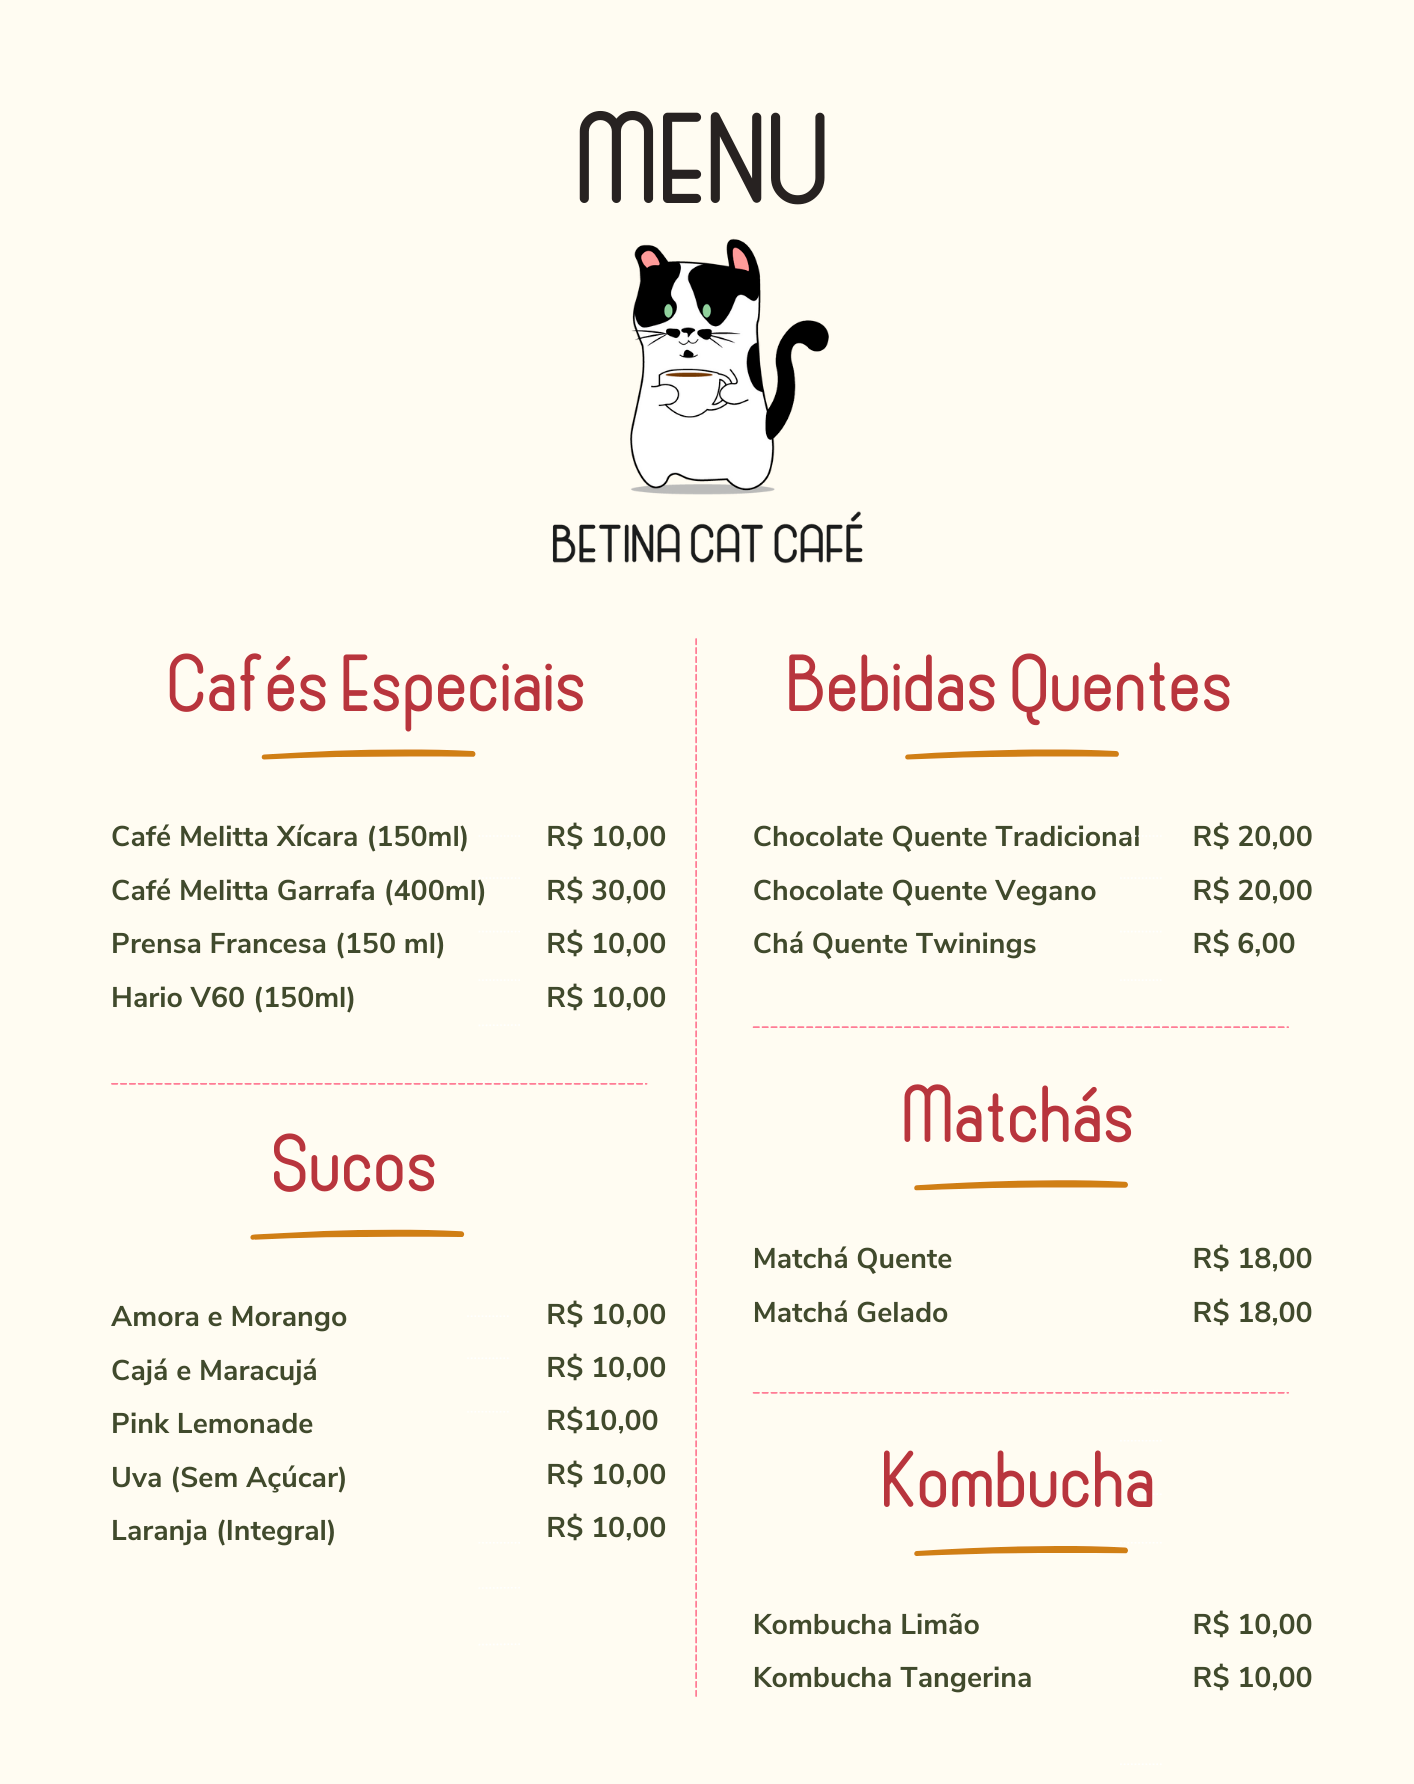 MENU
BETINA CAT CAFÉ
Cafés Especiais
Café Melitta Xícara (150ml) R$ 10,00
Café Melitta Garrafa (400ml) R$ 30,00
Prensa Francesa (150 ml) R$ 10,00
Hario V60 (150ml) R$ 10,00
Sucos
Amora e Morango R$ 10,00
Cajá e Maracujá R$ 10,00
Pink Lemonade R$10,00
Uva (Sem Açúcar) R$ 10,00
Laranja (Integral) R$ 10,00
Bebidas Quentes
Chocolate Quente Tradicional R$ 20,00
Chocolate Quente Vegano R$ 20,00
Chá Quente Twinings R$ 6,00
Matchás
Matchá Quente R$ 18,00
Matchá Gelado R$ 18,00
Kombucha
Kombucha Limão R$ 10,00
Kombucha Tangerina R$ 10,00